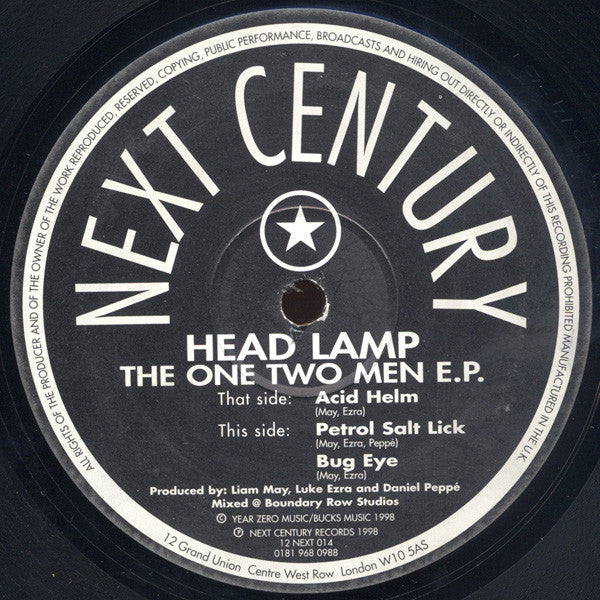 ALL RIGHTS OF THE PRODUCER AND OF THE OWNER OF THE WORK REPRODUCED, RESERVED, COPYING, PUBLIC PERFORMANCE, BROADCASTS AND HIRING OUT DIRECTLY OR INDIRECTLY OF THIS RECORDING PROHIBITED MANUFACTURED IN THE U.K.
NEXT CENTURY
HEAD LAMP
THE ONE TWO MEN E.P.
That side: Acid Helm
(May, Ezra)
This side: Petrol Salt Lick
(May, Ezra, Peppé)
Bug Eye
(May, Ezra)
Produced by: Liam May, Luke Ezra and Daniel Peppé
Mixed @ Boundary Row Studios
© YEAR ZERO MUSIC/BUCKS MUSIC 1998
℗ NEXT CENTURY RECORDS 1998
12 NEXT 014
0181 968 0988
12 Grand Union Centre West Row London W10 5AS